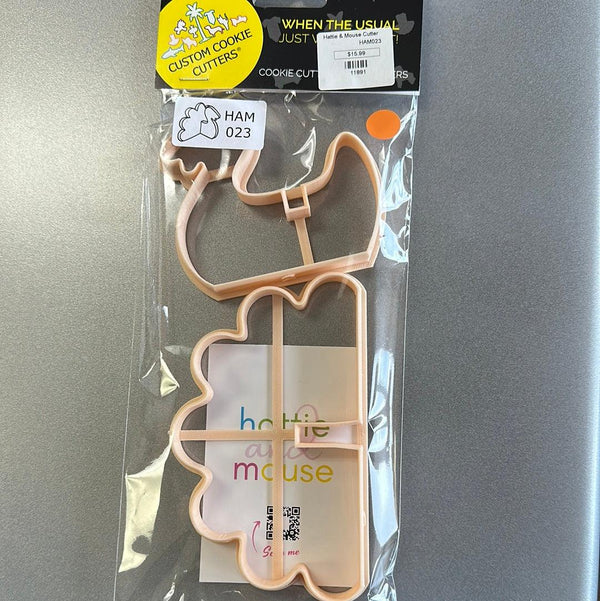 CUSTOM COOKIE
CUTTERS®
WHEN THE USUAL
JUST
Hattie & Mouse Cutter
HAM023
$15.99
11891
COOKIE
HAM
023
hattie
and
mouse
me